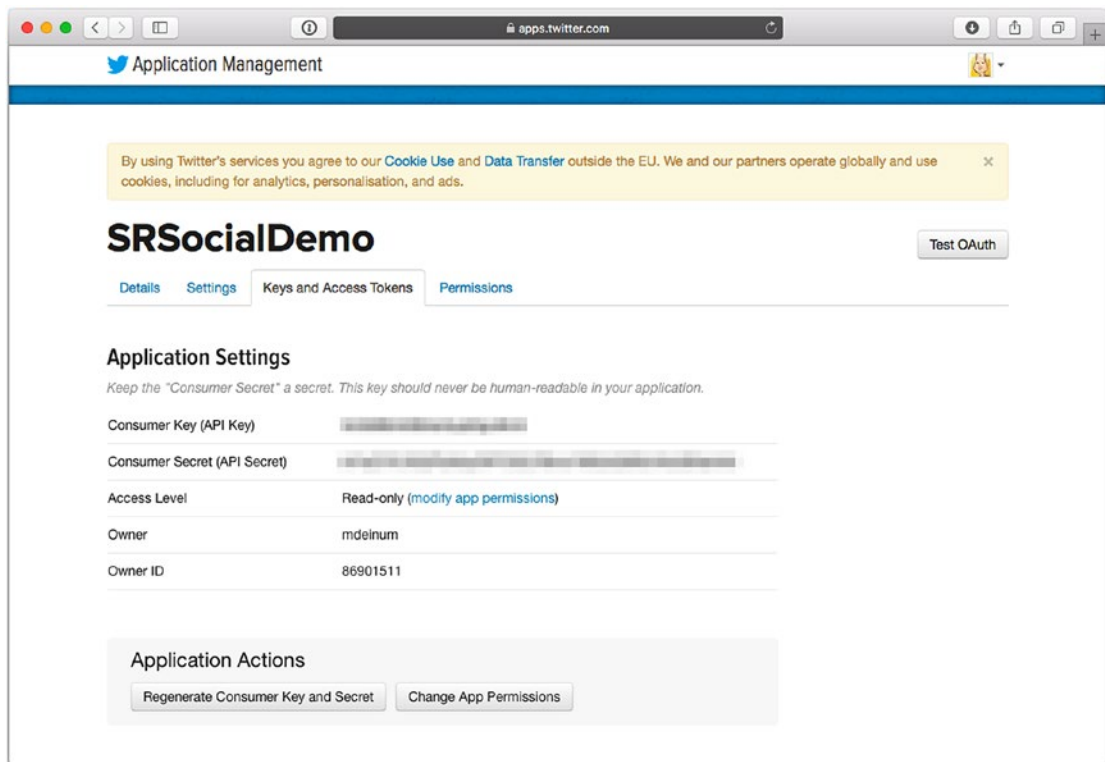 apps.twitter.com
Application Management
By using Twitter's services you agree to our Cookie Use and Data Transfer outside the EU. We and our partners operate globally and use
cookies, including for analytics, personalisation, and ads.
×
SRSocialDemo
Test OAuth
Details Settings Keys and Access Tokens Permissions
Application Settings
Keep the "Consumer Secret" a secret. This key should never be human-readable in your application.
Consumer Key (API Key)
Consumer Secret (API Secret)
Access Level Read-only (modify app permissions)
Owner mdeinum
Owner ID 86901511
Application Actions
Regenerate Consumer Key and Secret Change App Permissions